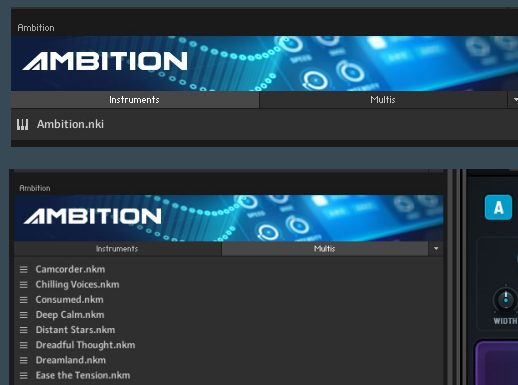 Ambition
AMBITION
Instruments Multis
Ambition.nki
Ambition
AMBITION
Instruments Multis
Camcorder.nkm
Chilling Voices.nkm
Consumed.nkm
Deep Calm.nkm
Distant Stars.nkm
Dreadful Thought.nkm
Dreamland.nkm
Ease the Tension.nkm
A
WIDTH